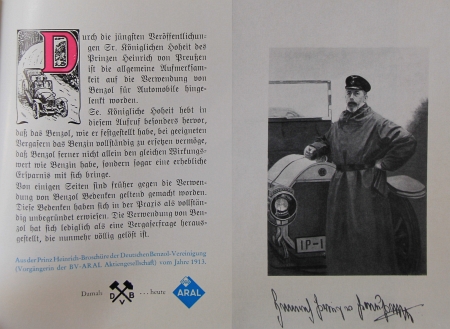 Durch die jüngsten Veröffentlichun-
gen Sr. Königlichen Hoheit des
Prinzen Heinrich von Preußen
ist die allgemeine Aufmerksam-
keit auf die Verwendung von
Benzol für Automobile hinge-
lenkt worden.
Se. Königliche Hoheit hebt in
diesem Aufruf besonders hervor,
daß das Benzol, wie er festgestellt habe, bei geeigneten
Vergasern das Benzin vollständig zu ersetzen vermöge,
daß Benzol ferner nicht allein den gleichen Wirkungs-
wert wie Benzin habe, sondern sogar eine erhebliche
Ersparnis mit sich bringe.
Von einigen Seiten sind früher gegen die Verwen-
dung von Benzol Bedenken geltend gemacht worden.
Diese Bedenken haben sich in der Praxis als vollstän-
dig unbegründet erwiesen. Die Verwendung von Ben-
zol hat sich lediglich als eine Vergaserfrage heraus-
gestellt, die nunmehr völlig gelöst ist.
Aus der Prinz Heinrich-Broschüre der Deutschen Benzol-Vereinigung
(Vorgängerin der BV-ARAL Aktiengesellschaft) vom Jahre 1913.
Damals DVB ... heute ARAL
IP-1